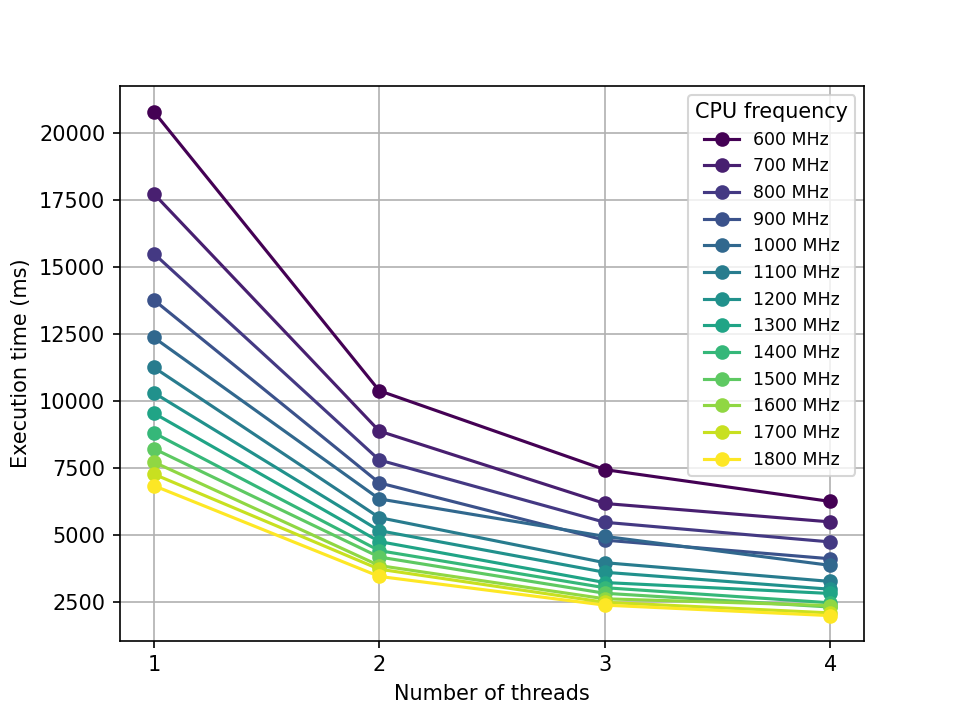 CPU frequency
600 MHz
700 MHz
800 MHz
900 MHz
1000 MHz
1100 MHz
1200 MHz
1300 MHz
1400 MHz
1500 MHz
1600 MHz
1700 MHz
1800 MHz
Execution time (ms)
20000
17500
15000
12500
10000
7500
5000
2500
1 2 3 4
Number of threads